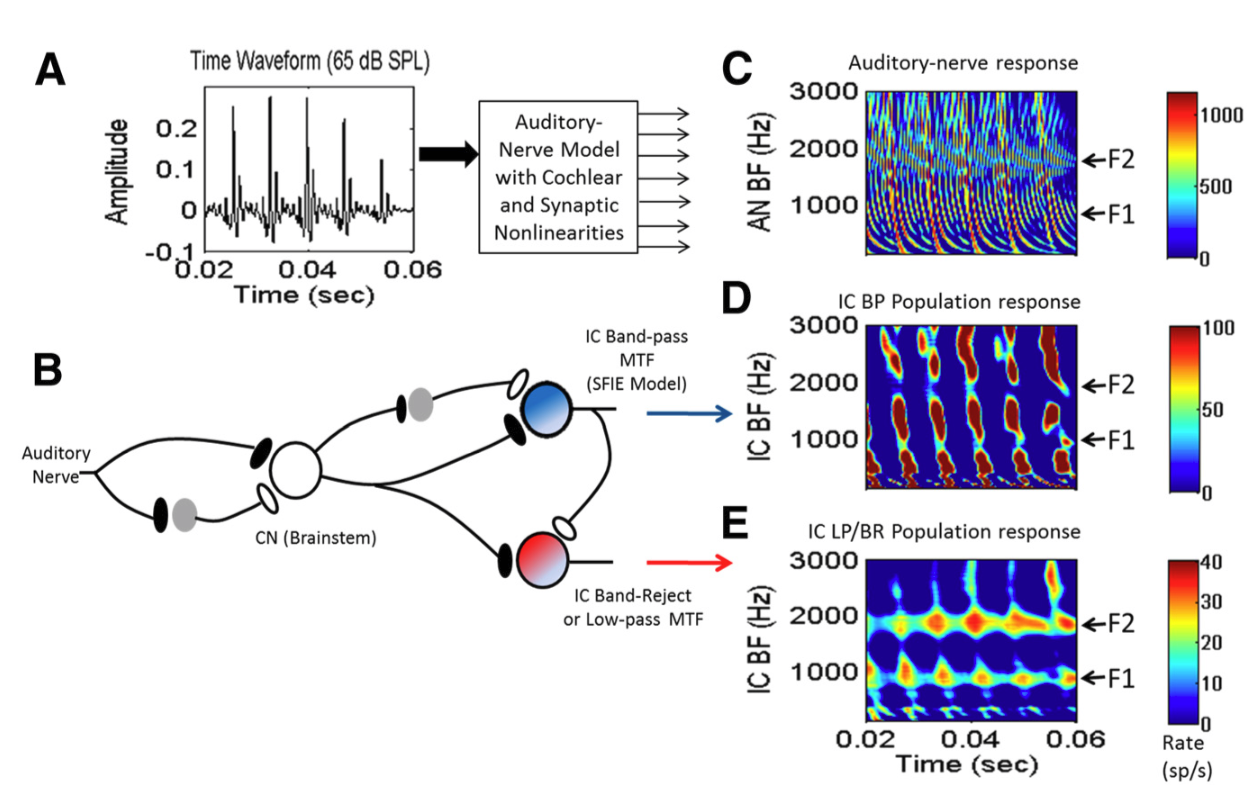 A
Time Waveform (65 dB SPL)
Amplitude
0.2
0.1
0
-0.1
0.02
0.04
0.06
Time (sec)
Auditory-
Nerve Model
with Cochlear
and Synaptic
Nonlinearities
B
Auditory
Nerve
CN (Brainstem)
IC Band-pass
MTF
(SFIE Model)
IC Band-Reject
or Low-pass MTF
C
Auditory-nerve response
AN BF (Hz)
3000
2000
1000
F2
F1
1000
500
0
D
IC BP Population response
IC BF (Hz)
3000
2000
1000
F2
F1
100
50
0
E
IC LP/BR Population response
IC BF (Hz)
3000
2000
1000
F2
F1
40
30
20
10
0
0.02
0.04
0.06
Time (sec)
Rate
(sp/s)